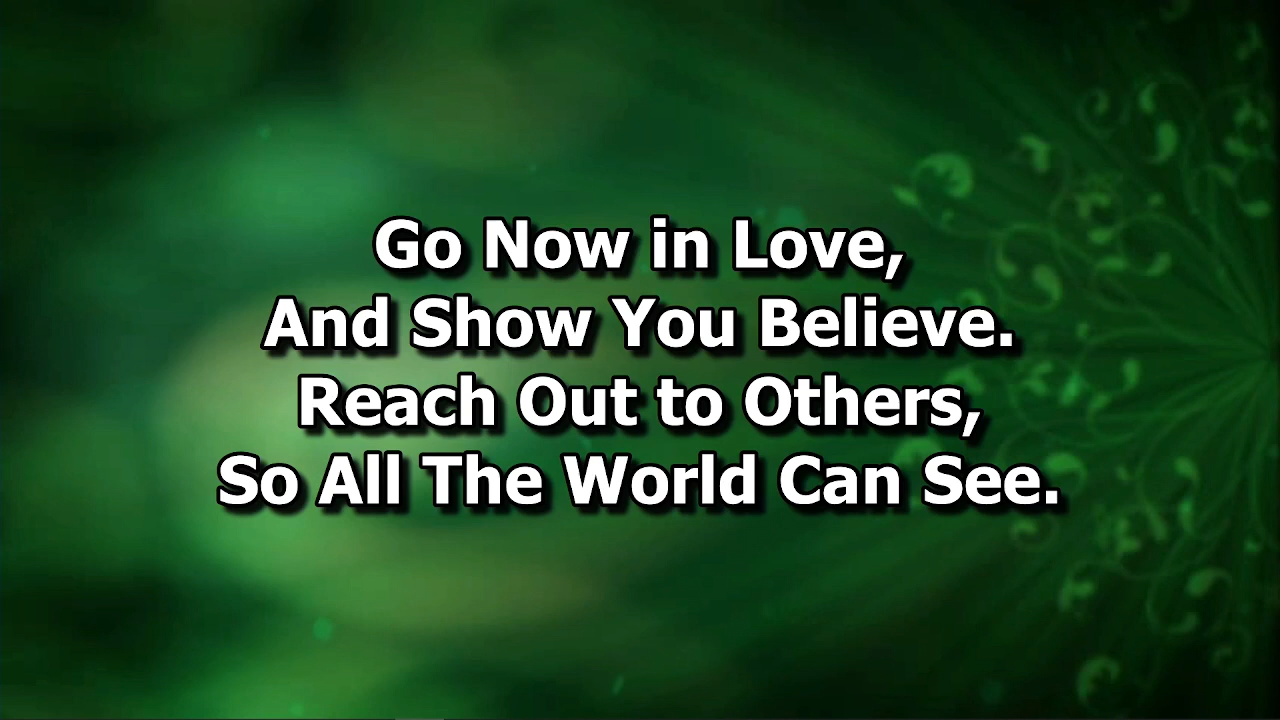 Go Now in Love,
And Show You Believe.
Reach Out to Others,
So All The World Can See.